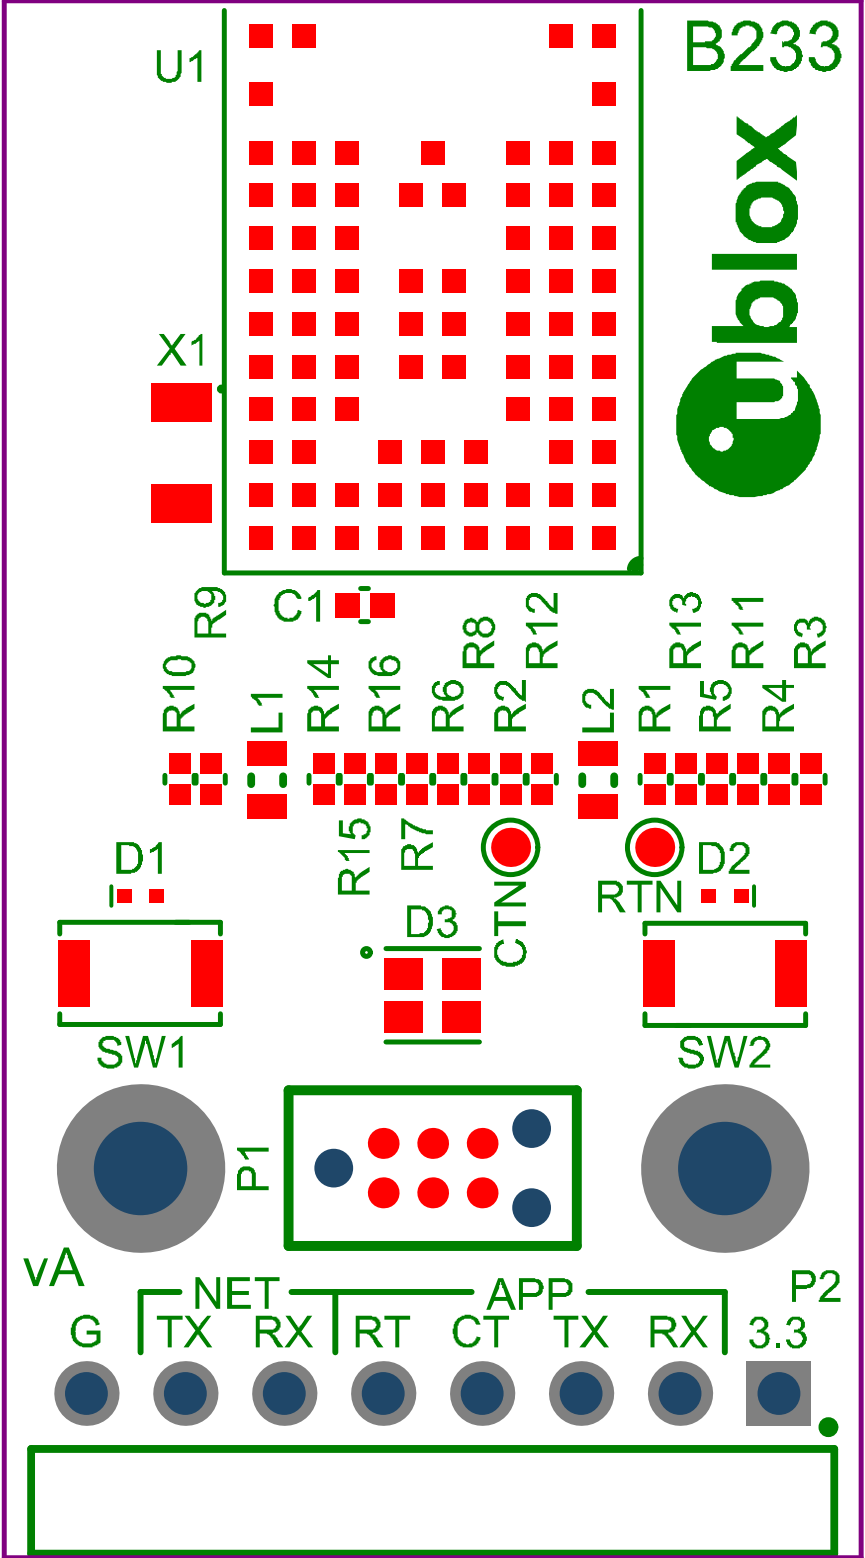 B233
U1
ublox
X1
C1
R9
R8
R12
R13
R11
R3
R10
L1
R14
R16
R6
R2
L2
R1
R5
R4
R15
R7
CTN
RTN
D1
D2
D3
SW1
SW2
P1
vA
P2
NET
APP
G TX RX RT CT TX RX 3.3